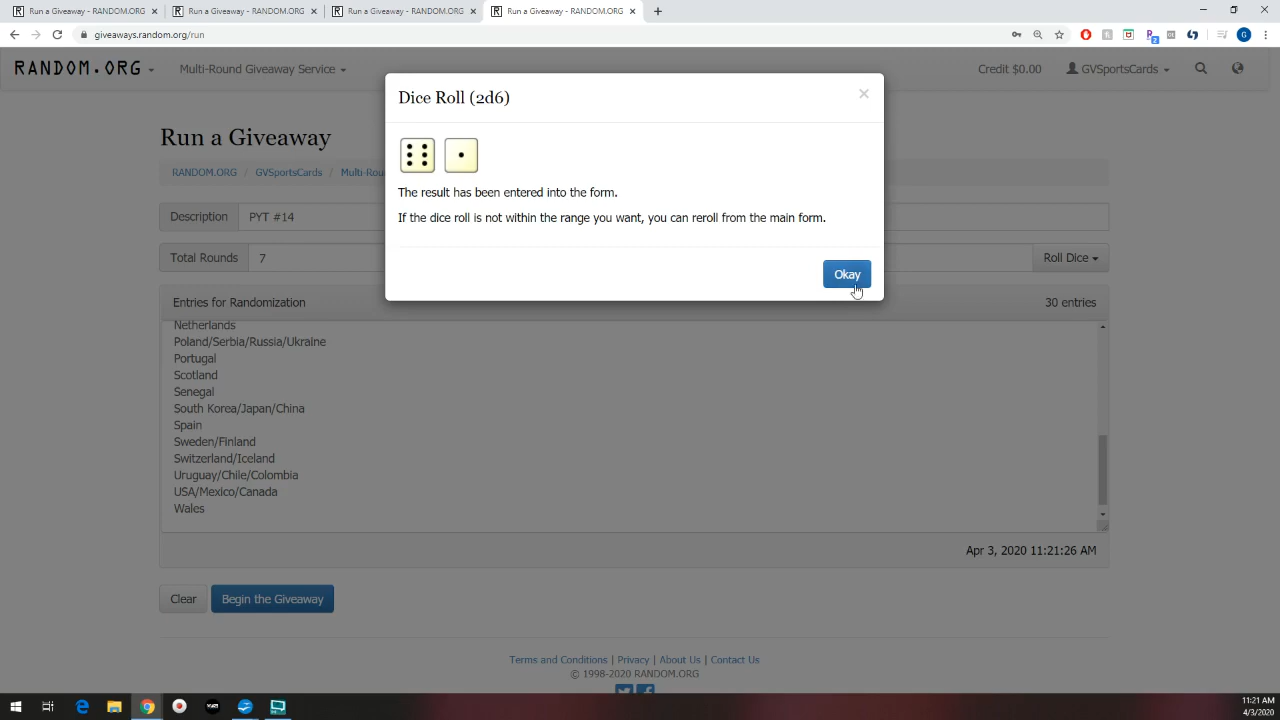 Run a Giveaway - RANDOM.ORG
Run a Giveaway - RANDOM.ORG
Run a Giveaway - RANDOM.ORG
Run a Giveaway - RANDOM.ORG
giveaways.random.org/run
RANDOM.ORG
Multi-Round Giveaway Service
Credit $0.00
GVSportsCards
Dice Roll (2d6)
The result has been entered into the form.
If the dice roll is not within the range you want, you can reroll from the main form.
Okay
Run a Giveaway
RANDOM.ORG / GVSportsCards / Multi-Rou
Description PYT #14
Total Rounds 7
Roll Dice
Entries for Randomization 30 entries
Netherlands
Poland/Serbia/Russia/Ukraine
Portugal
Scotland
Senegal
South Korea/Japan/China
Spain
Sweden/Finland
Switzerland/Iceland
Uruguay/Chile/Colombia
USA/Mexico/Canada
Wales
Apr 3, 2020 11:21:26 AM
Clear
Begin the Giveaway
Terms and Conditions | Privacy | About Us | Contact Us
© 1998-2020 RANDOM.ORG
11:21 AM
4/3/2020